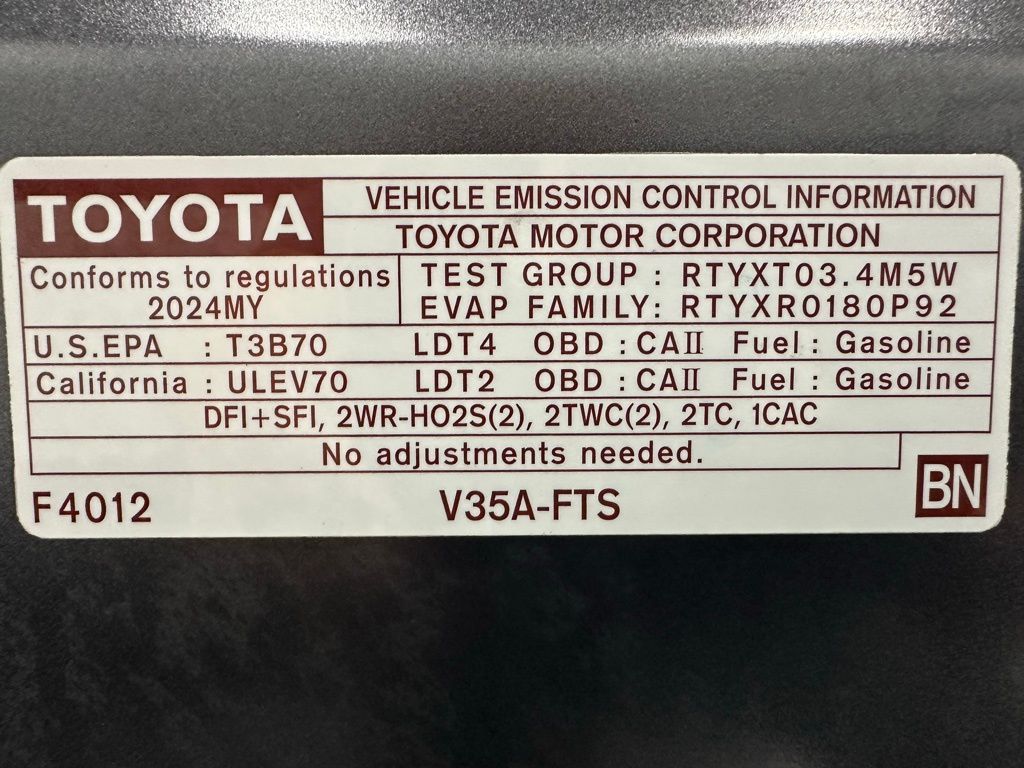 TOYOTA
VEHICLE EMISSION CONTROL INFORMATION
TOYOTA MOTOR CORPORATION
Conforms to regulations
2024MY
TEST GROUP : RTYXT03.4M5W
EVAP FAMILY: RTYXR0180P92
U.S.EPA : T3B70 LDT4 OBD : CAII Fuel : Gasoline
California : ULEV70 LDT2 OBD : CAII Fuel : Gasoline
DFI+SFI, 2WR-HO2S(2), 2TWC(2), 2TC, 1CAC
No adjustments needed.
F4012 V35A-FTS BN